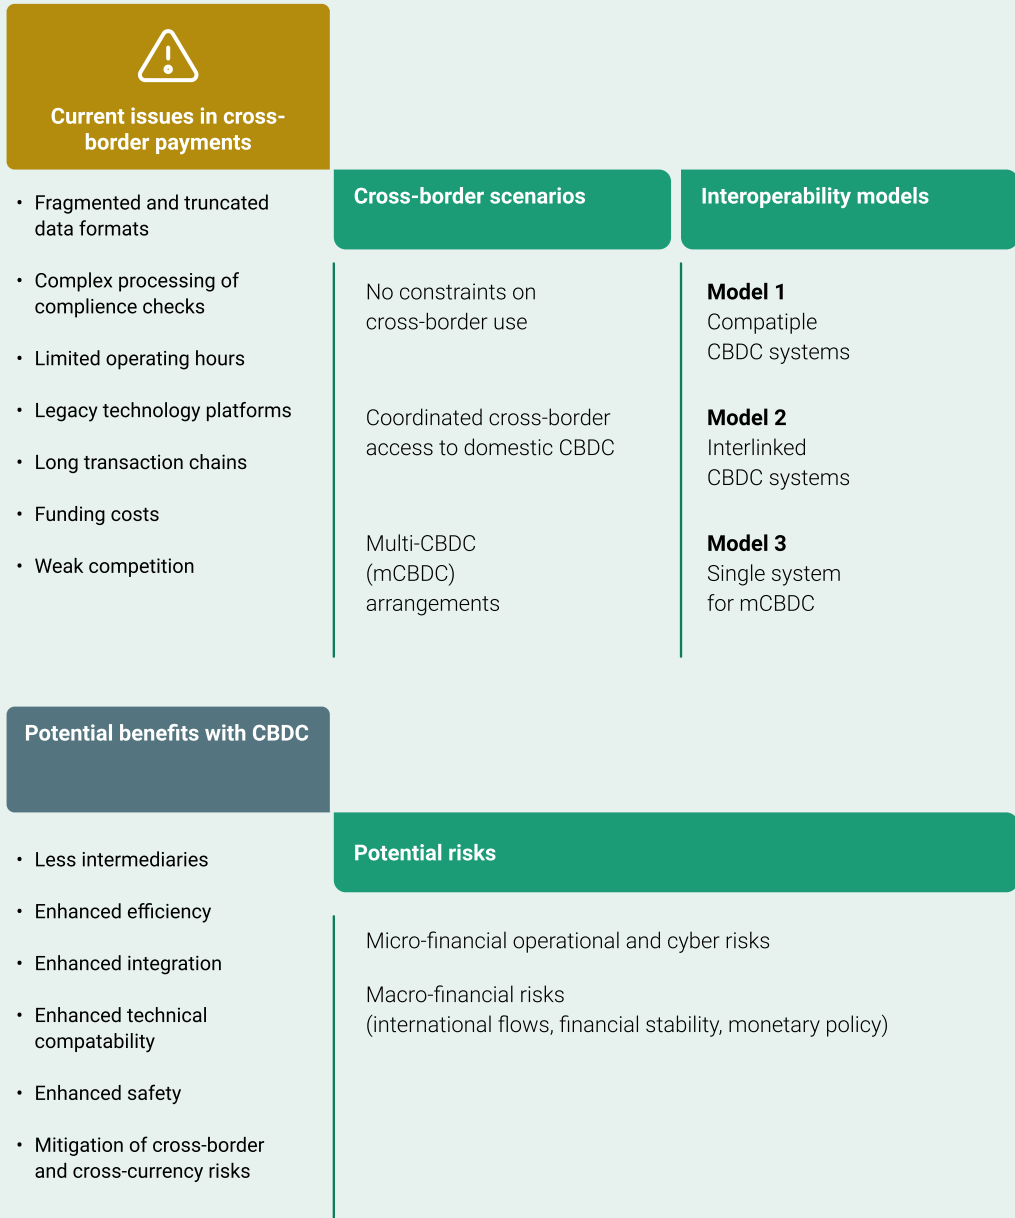 Current issues in cross-
border payments
• Fragmented and truncated
data formats
• Complex processing of
complience checks
• Limited operating hours
• Legacy technology platforms
• Long transaction chains
• Funding costs
• Weak competition
Cross-border scenarios
No constraints on
cross-border use
Coordinated cross-border
access to domestic CBDC
Multi-CBDC
(mCBDC)
arrangements
Interoperability models
Model 1
Compatiple
CBDC systems
Model 2
Interlinked
CBDC systems
Model 3
Single system
for mCBDC
Potential benefits with CBDC
• Less intermediaries
• Enhanced efficiency
• Enhanced integration
• Enhanced technical
compatability
• Enhanced safety
• Mitigation of cross-border
and cross-currency risks
Potential risks
Micro-financial operational and cyber risks
Macro-financial risks
(international flows, financial stability, monetary policy)